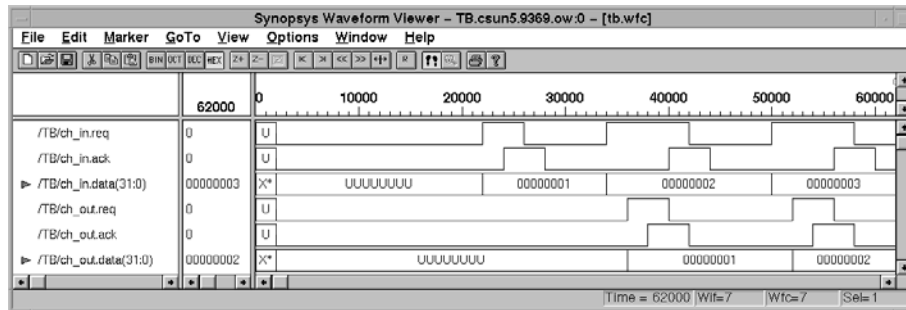 Synopsys Waveform Viewer – TB.csun5.9369.ow:0 – [tb.wfc]
File Edit Marker GoTo View Options Window Help
BIN OCT DEC HEX Z+ Z- << >> R ?
62000 0 10000 20000 30000 40000 50000 60000
/TB/ch_in.req 0 U
/TB/ch_in.ack 0 U
/TB/ch_in.data(31:0) 00000003 X* UUUUUUUU 00000001 00000002 00000003
/TB/ch_out.req 0 U
/TB/ch_out.ack 0 U
/TB/ch_out.data(31:0) 00000002 X* UUUUUUUU 00000001 00000002
Time = 62000 Wif=7 Wfc=7 Sel=1